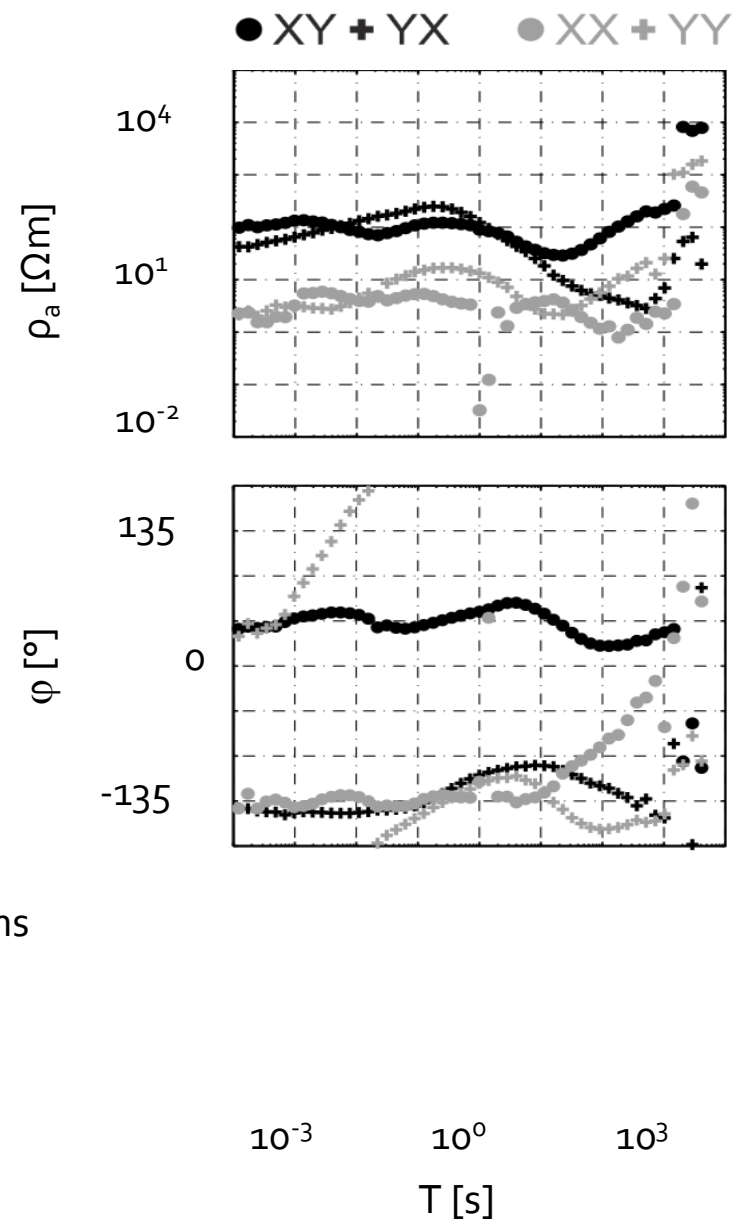 ● XY + YX ● XX + YY
10⁴
10¹
10⁻²
ρₐ [Ωm]
135
0
-135
φ [°]
ns
10⁻³ 10⁰ 10³
T [s]